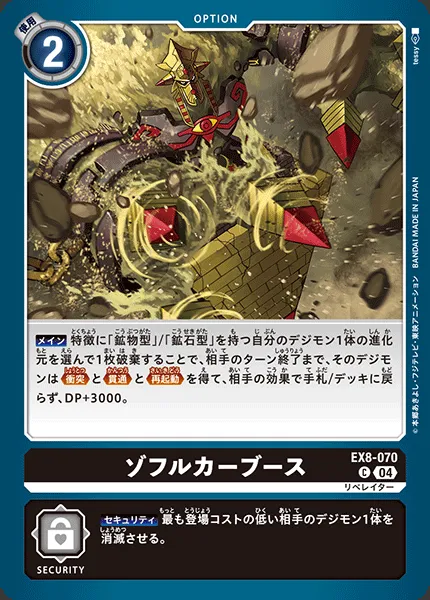 使用
2
OPTION
tessy
©本郷あきよし・フジテレビ・東映アニメーション BANDAI MADE IN JAPAN
メイン 特徴に「鉱物型」/「鉱石型」を持つ自分のデジモン1体の進化
元を選んで1枚破棄することで、相手のターン終了まで、そのデジ
モンは 衝突 と 貫通 と 再起動 を得て、相手の効果で手札/デッキに戻
らず、DP+3000。
ゾフルカーブース
EX8-070
C 04
リベレイター
セキュリティ 最も登場コストの低い相手のデジモン1体を
消滅させる。
SECURITY